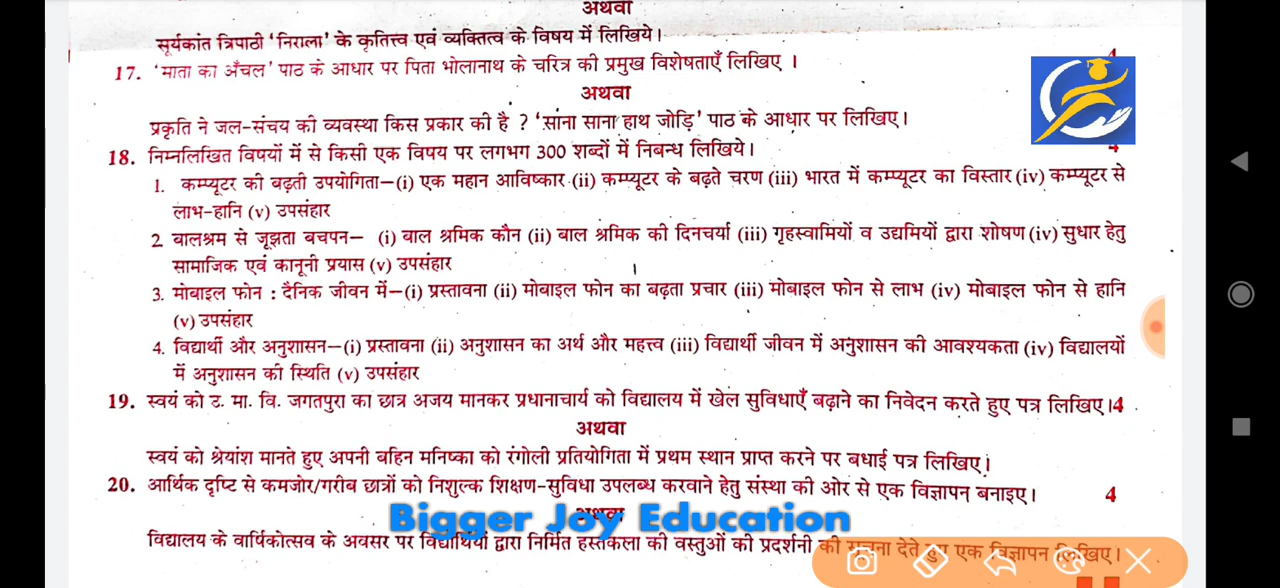 अथवा
सूर्यकांत त्रिपाठी 'निराला' के कृतित्त्व एवं व्यक्तित्व के विषय में लिखिये।
17. 'माता का अँचल' पाठ के आधार पर पिता भोलानाथ के चरित्र की प्रमुख विशेषताएँ लिखिए । 4
अथवा
प्रकृति ने जल-संचय की व्यवस्था किस प्रकार की है ? 'साना साना हाथ जोड़ि' पाठ के आधार पर लिखिए।
18. निम्नलिखित विषयों में से किसी एक विषय पर लगभग 300 शब्दों में निबन्ध लिखिये। 4
1. कम्प्यूटर की बढ़ती उपयोगिता—(i) एक महान आविष्कार (ii) कम्प्यूटर के बढ़ते चरण (iii) भारत में कम्प्यूटर का विस्तार (iv) कम्प्यूटर से
लाभ-हानि (v) उपसंहार
2. बालश्रम से जूझता बचपन— (i) बाल श्रमिक कौन (ii) बाल श्रमिक की दिनचर्या (iii) गृहस्वामियों व उद्यमियों द्वारा शोषण (iv) सुधार हेतु
सामाजिक एवं कानूनी प्रयास (v) उपसंहार
3. मोबाइल फोन : दैनिक जीवन में—(i) प्रस्तावना (ii) मोबाइल फोन का बढ़ता प्रचार (iii) मोबाइल फोन से लाभ (iv) मोबाइल फोन से हानि
(v) उपसंहार
4. विद्यार्थी और अनुशासन—(i) प्रस्तावना (ii) अनुशासन का अर्थ और महत्त्व (iii) विद्यार्थी जीवन में अनुशासन की आवश्यकता (iv) विद्यालयों
में अनुशासन की स्थिति (v) उपसंहार
19. स्वयं को उ. मा. वि. जगतपुरा का छात्र अजय मानकर प्रधानाचार्य को विद्यालय में खेल सुविधाएँ बढ़ाने का निवेदन करते हुए पत्र लिखिए।4
अथवा
स्वयं को श्रेयांश मानते हुए अपनी बहिन मनिष्का को रंगोली प्रतियोगिता में प्रथम स्थान प्राप्त करने पर बधाई पत्र लिखिए।
20. आर्थिक दृष्टि से कमजोर/गरीब छात्रों को निशुल्क शिक्षण-सुविधा उपलब्ध करवाने हेतु संस्था की ओर से एक विज्ञापन बनाइए। 4
अथवा
Bigger Joy Education
विद्यालय के वार्षिकोत्सव के अवसर पर विद्यार्थियों द्वारा निर्मित हस्तकला की वस्तुओं की प्रदर्शनी की सूचना देते हुए एक विज्ञापन लिखिए।